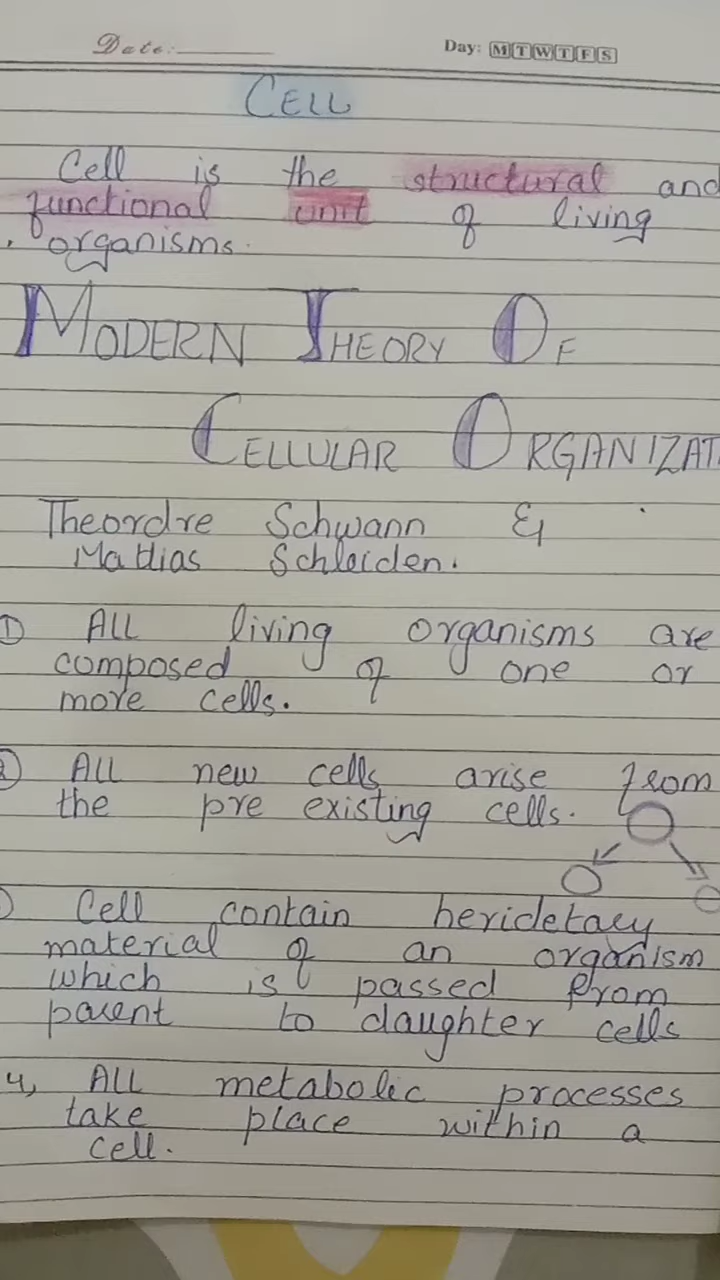 Date:
Day: M T W T F S
CELL
Cell is the structural and
functional unit of living
organisms.
MODERN THEORY OF
CELLULAR ORGANIZAT
Theordre Schwann &
Mattias Schleiden.
1 All living organisms are
composed of one or
more cells.
2 All new cells arise from
the pre existing cells.
Cell contain heridetary
material of an organism
which is passed from
parent to daughter cells
4, All metabolic processes
take place within a
cell.